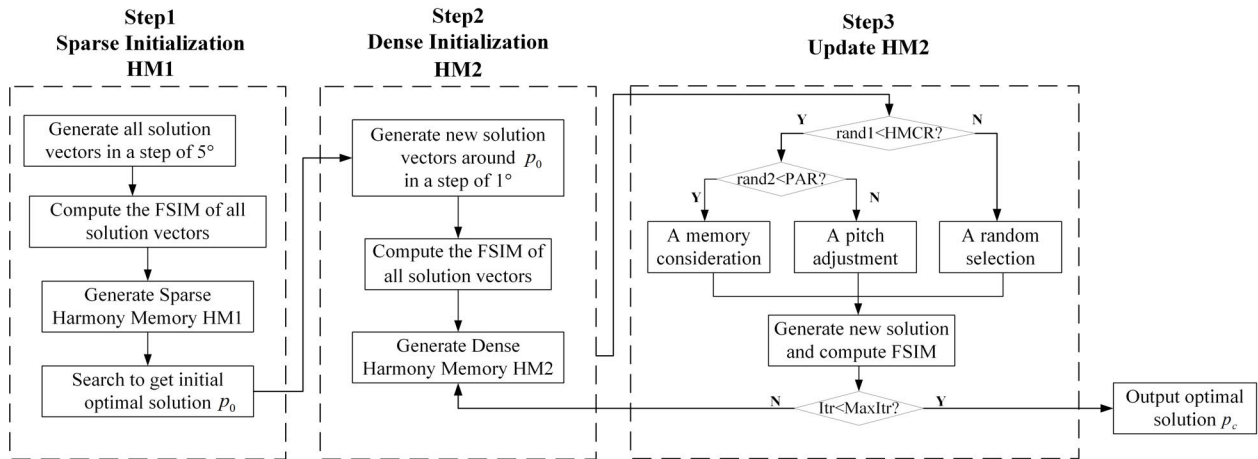 Step1
Sparse Initialization
HM1
Generate all solution
vectors in a step of 5°
Compute the FSIM of all
solution vectors
Generate Sparse
Harmony Memory HM1
Search to get initial
optimal solution p0
Step2
Dense Initialization
HM2
Generate new solution
vectors around p0
in a step of 1°
Compute the FSIM of
all solution vectors
Generate Dense
Harmony Memory HM2
Step3
Update HM2
Y
rand1<HMCR?
N
rand2<PAR?
Y
N
A memory
consideration
A pitch
adjustment
A random
selection
Generate new solution
and compute FSIM
N
Itr<MaxItr?
Y
Output optimal
solution pc